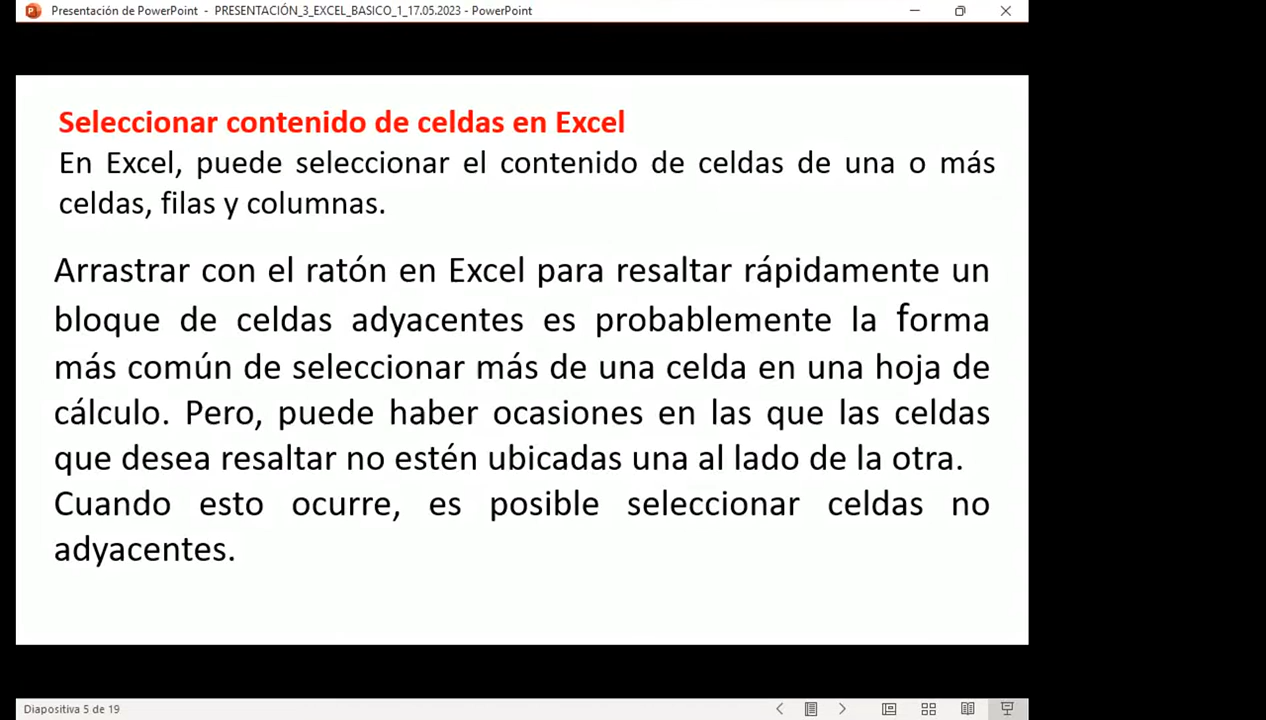 Presentación de PowerPoint - PRESENTACIÓN_3_EXCEL_BASICO_1_17.05.2023 - PowerPoint
Seleccionar contenido de celdas en Excel
En Excel, puede seleccionar el contenido de celdas de una o más
celdas, filas y columnas.
Arrastrar con el ratón en Excel para resaltar rápidamente un
bloque de celdas adyacentes es probablemente la forma
más común de seleccionar más de una celda en una hoja de
cálculo. Pero, puede haber ocasiones en las que las celdas
que desea resaltar no estén ubicadas una al lado de la otra.
Cuando esto ocurre, es posible seleccionar celdas no
adyacentes.
Diapositiva 5 de 19